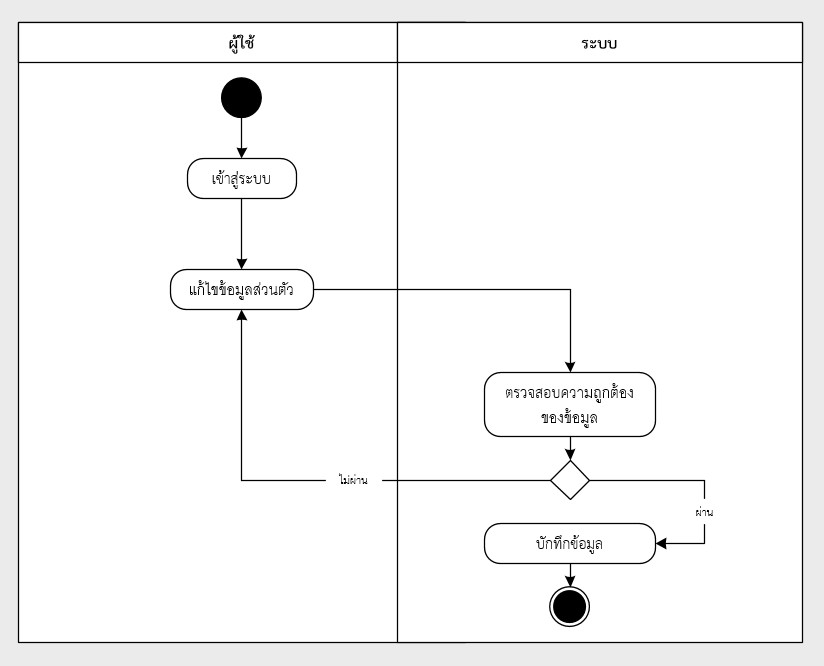 ผู้ใช้
ระบบ
เข้าสู่ระบบ
แก้ไขข้อมูลส่วนตัว
ตรวจสอบความถูกต้อง
ของข้อมูล
ไม่ผ่าน
ผ่าน
บักทึกข้อมูล